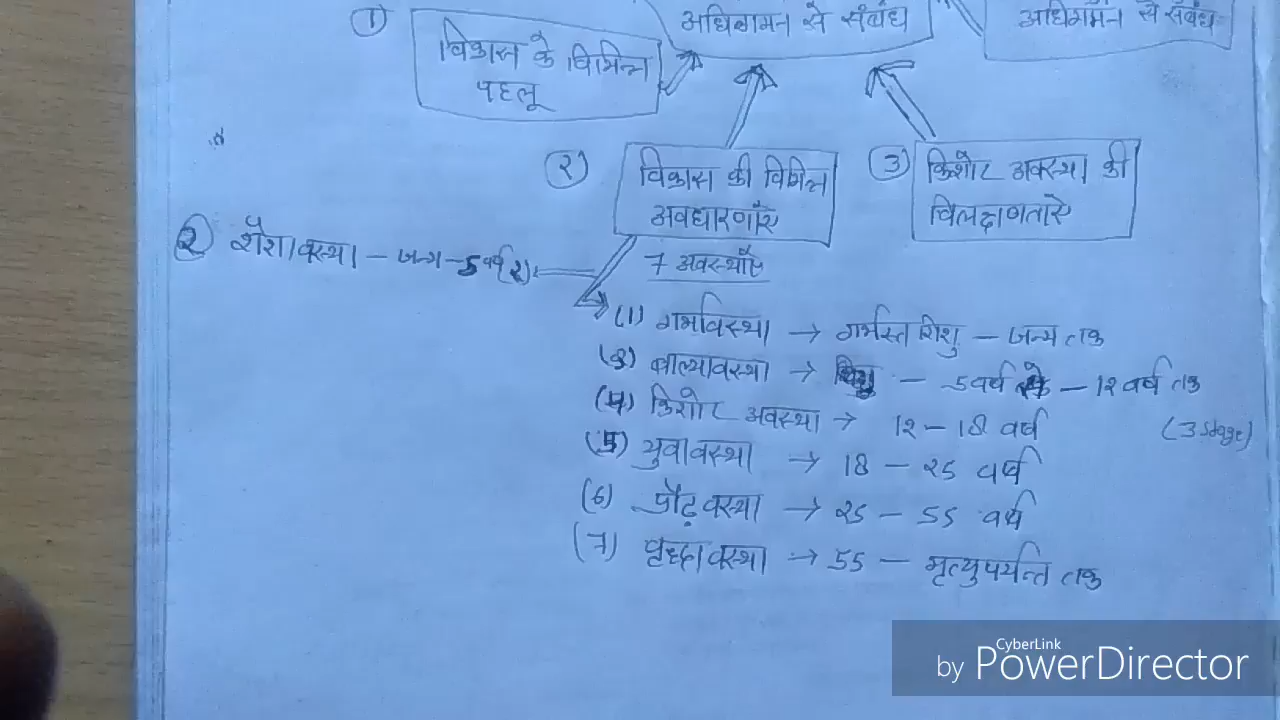 अधिगमन से संबंध
अधिगमन से संबंध
①
विकास के विभिन्न
पहलू
②
विकास की विभिन्न
अवधारणाएँ
③
किशोर अवस्था की
विलक्षणताएे
7 अवस्थाएँ
② शैशावस्था – जन्म – 5 वर्ष (2)
(1) गर्भावस्था → गर्भस्त शिशु – जन्म तक
(3) बाल्यावस्था → – 5 वर्ष से – 12 वर्ष तक
(4) किशोर अवस्था → 12 – 18 वर्ष (3 stage)
(5) युवावस्था → 18 – 25 वर्ष
(6) प्रौढ़वस्था → 25 – 55 वर्ष
(7) वृद्धावस्था → 55 – मृत्युपर्यन्त तक
CyberLink
by PowerDirector